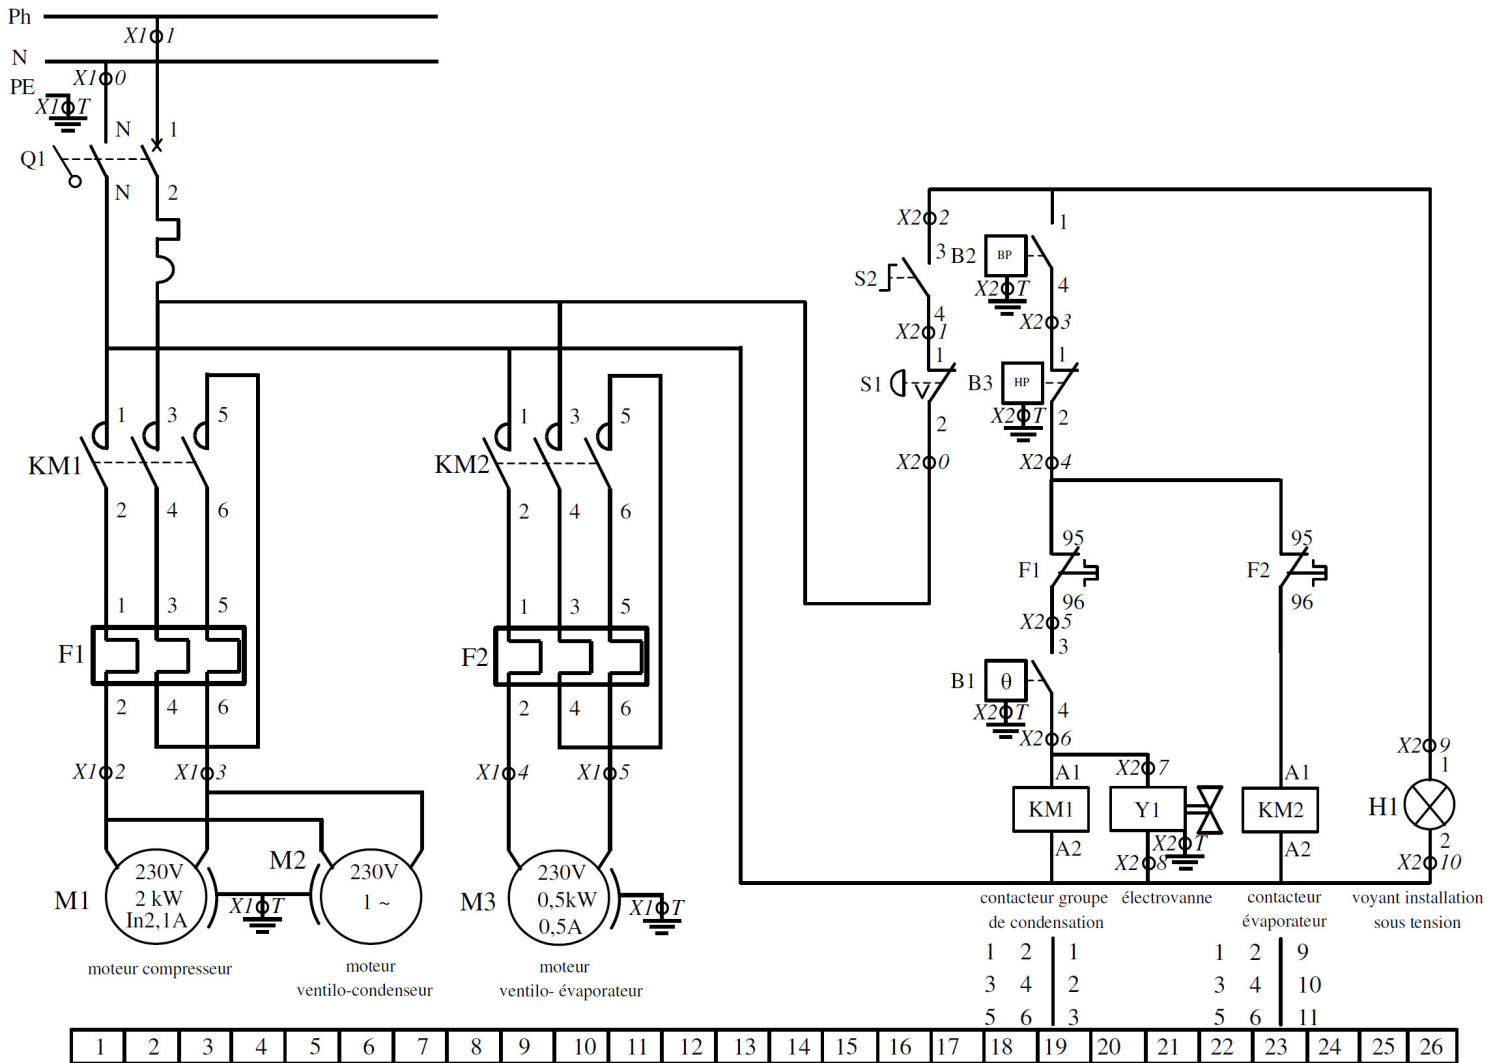 Ph
X1 1
N
X1 0
PE
X1 T
N 1
Q1
N 2
X2 2
1
3
B2 BP
S2
X2 T
4
4
X2 3
X2 1
1
1
S1
B3 HP
X2 T
2
2
X2 0
X2 4
1 3 5
KM1
2 4 6
1 3 5
KM2
2 4 6
95
F1
96
95
F2
96
X2 5
3
1 3 5
F1
2 4 6
1 3 5
F2
2 4 6
B1 θ
X2 T
4
X2 6
X1 2
X1 3
X1 4
X1 5
X2 7
X2 9
1
A1
KM1
A2
Y1
X2 T
X2 8
A1
KM2
A2
H1
2
X2 10
M1
230V
2 kW
In2,1A
M2
230V
1 ~
X1 T
M3
230V
0,5kW
0,5A
X1 T
moteur compresseur
moteur
ventilo-condenseur
moteur
ventilo- évaporateur
contacteur groupe
de condensation
électrovanne
contacteur
évaporateur
voyant installation
sous tension
1 2 1
3 4 2
5 6 3
1 2 9
3 4 10
5 6 11
1 2 3 4 5 6 7 8 9 10 11 12 13 14 15 16 17 18 19 20 21 22 23 24 25 26